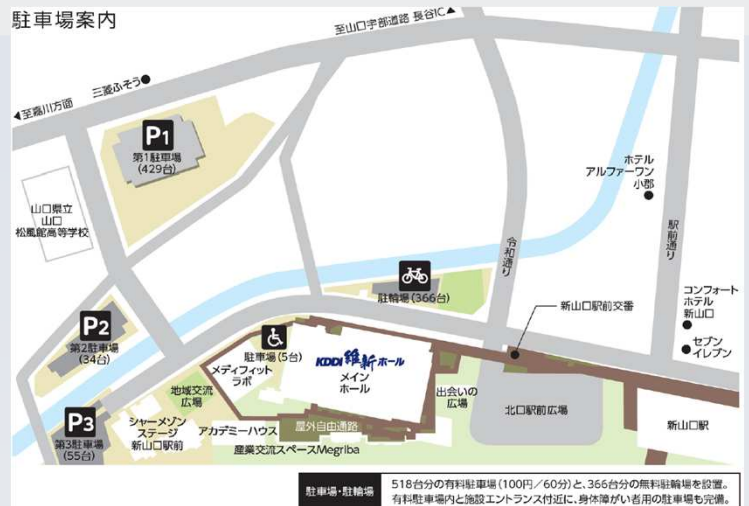 駐車場案内
至山口宇部道路 長谷IC▲
三菱ふそう
◀至嘉川方面
P1
第1駐車場
(429台)
山口県立
山口
松風館高等学校
ホテル
アルファーワン
小郡
令和通り
駅前通り
駐輪場(366台)
コンフォート
ホテル
新山口
新山口駅前交番
セブン
イレブン
P2
第2駐車場
(34台)
駐車場(5台)
メディフィット
ラボ
KDDI維新ホール
メイン
ホール
地域交流
広場
出会いの
広場
北口駅前広場
新山口駅
P3
第3駐車場
(55台)
シャーメゾン
ステージ
新山口駅前
アカデミーハウス
屋外自由通路
産業交流スペースMegriba
駐車場・駐輪場
518台分の有料駐車場(100円/60分)と、366台分の無料駐輪場を設置。
有料駐車場内と施設エントランス付近に、身体障がい者用の駐車場も完備。